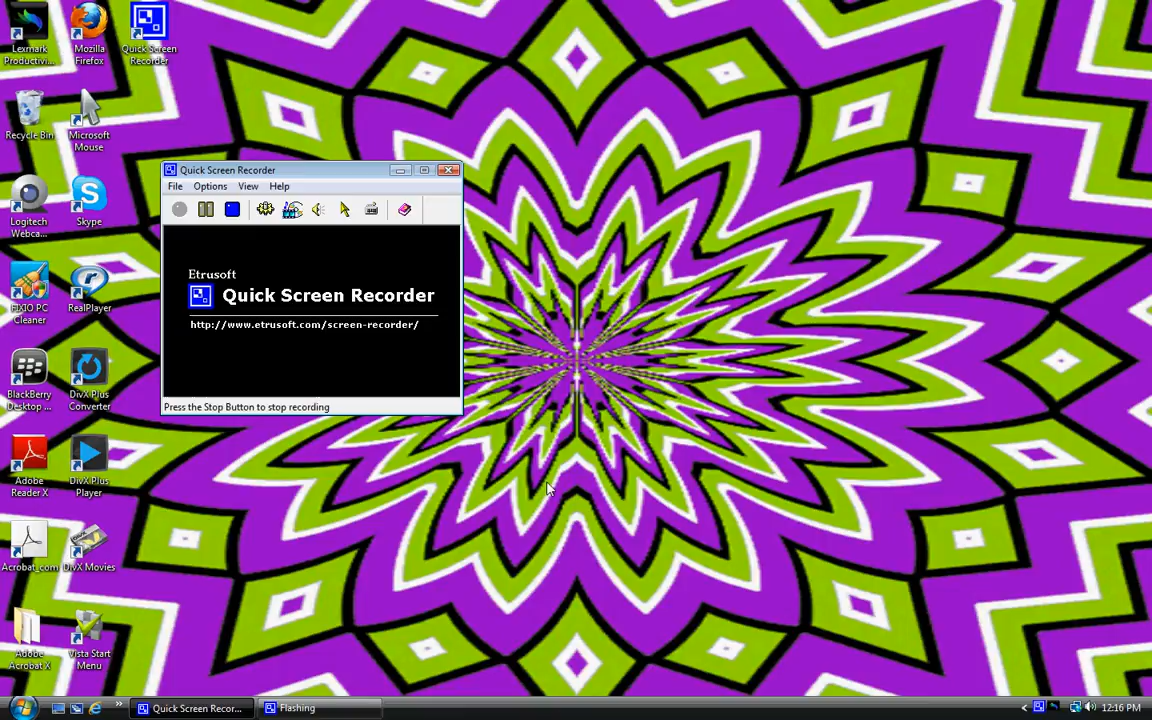 Lexmark
Productivi...
Mozilla
Firefox
Quick Screen
Recorder
Recycle Bin
Microsoft
Mouse
Logitech
Webca...
Skype
FIXIO PC
Cleaner
RealPlayer
BlackBerry
Desktop ...
DivX Plus
Converter
Adobe
Reader X
DivX Plus
Player
Acrobat_com
DivX Movies
Adobe
Acrobat X
Vista Start
Menu
Quick Screen Recorder
File Options View Help
Etrusoft
Quick Screen Recorder
http://www.etrusoft.com/screen-recorder/
Press the Stop Button to stop recording
Quick Screen Recor...
Flashing
12:16 PM